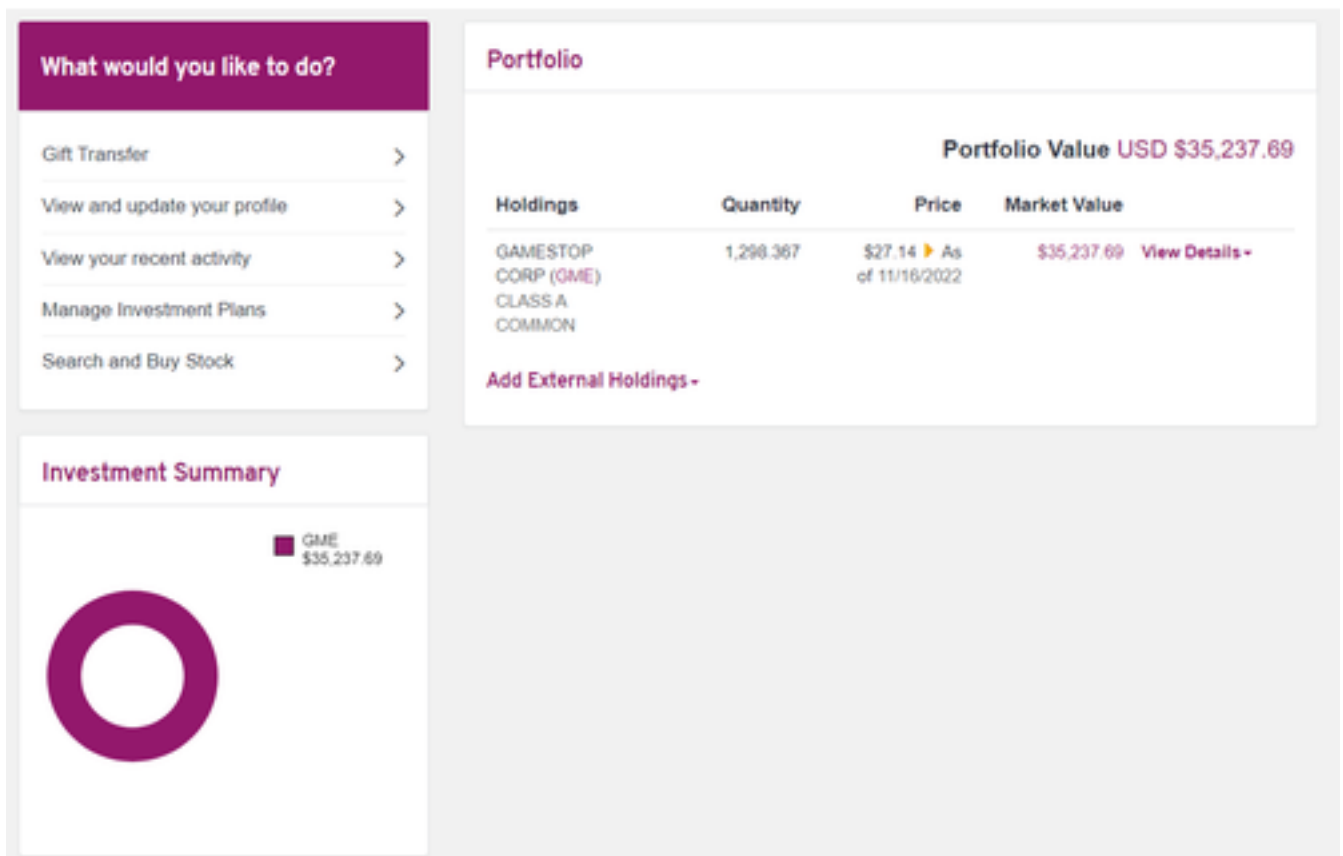 What would you like to do?
Gift Transfer
View and update your profile
View your recent activity
Manage Investment Plans
Search and Buy Stock
Portfolio
Portfolio Value USD $35,237.69
Holdings Quantity Price Market Value
GAMESTOP 1,298.367 $27.14 As $35,237.69 View Details
CORP (GME) of 11/16/2022
CLASS A
COMMON
Add External Holdings
Investment Summary
GME
$35,237.69